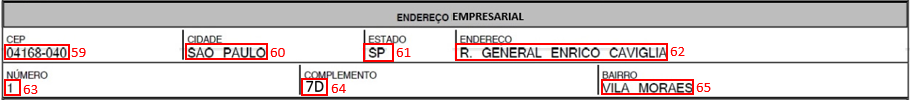 ENDEREÇO EMPRESARIAL
CEP CIDADE ESTADO ENDERECO
04168-040 59 SAO PAULO 60 SP 61 R. GENERAL ENRICO CAVIGLIA 62
NÚMERO COMPLEMENTO BAIRRO
1 63 7D 64 VILA MORAES 65